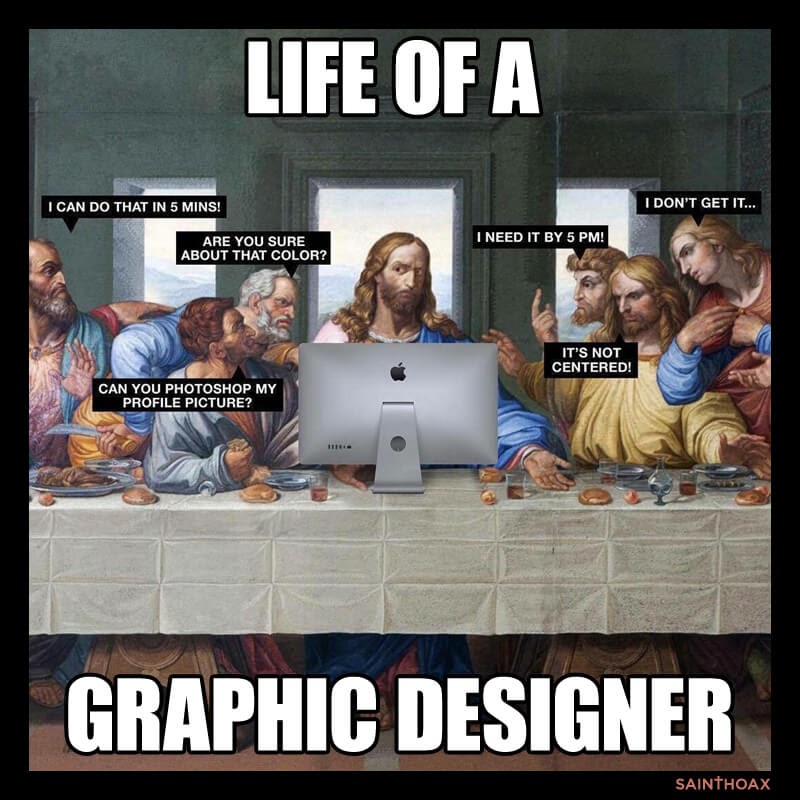 LIFE OF A
I CAN DO THAT IN 5 MINS!
ARE YOU SURE
ABOUT THAT COLOR?
I NEED IT BY 5 PM!
I DON'T GET IT...
IT'S NOT
CENTERED!
CAN YOU PHOTOSHOP MY
PROFILE PICTURE?
GRAPHIC DESIGNER
SAINTHOAX